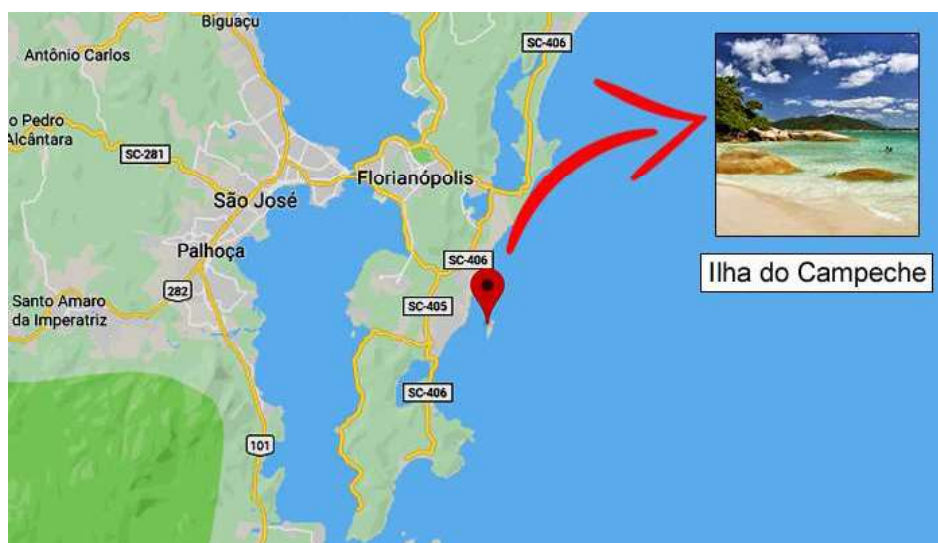 Biguaçu
SC-406
Antônio Carlos
o Pedro
Alcântara
SC-281
Florianópolis
São José
Palhoça
SC-406
282
Santo Amaro
da Imperatriz
SC-405
Ilha do Campeche
SC-406
101